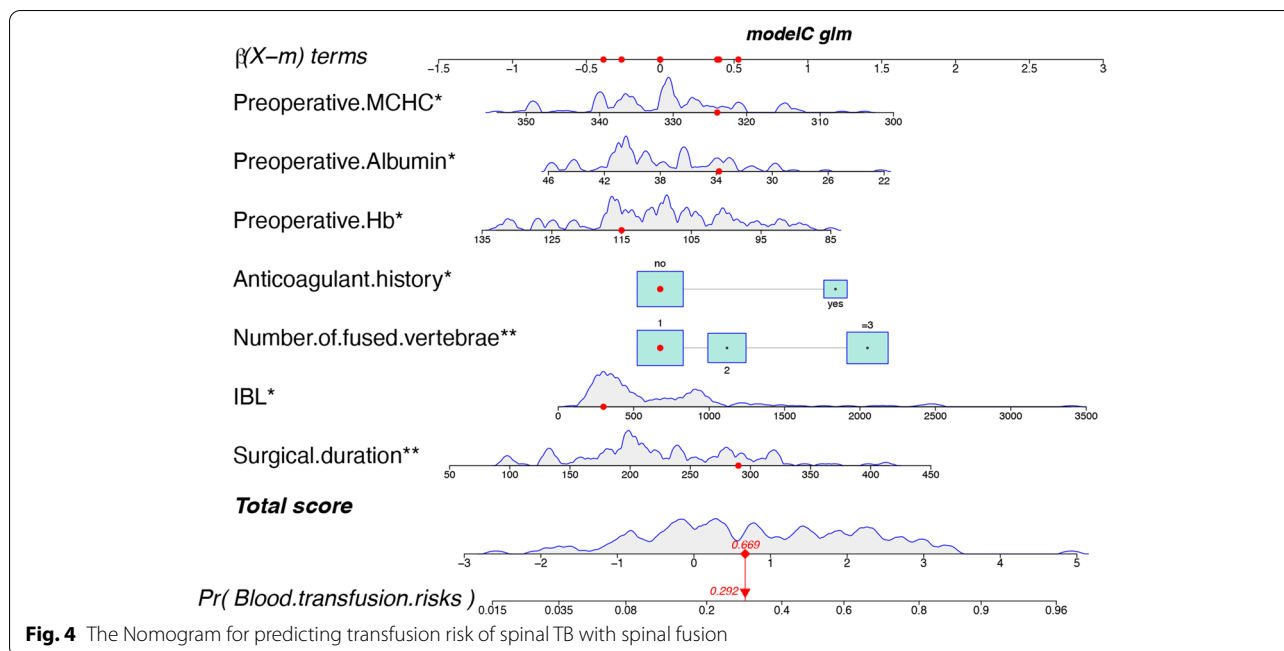 modelC glm
β(X−m) terms
−1.5 −1 −0.5 0 0.5 1 1.5 2 2.5 3
Preoperative.MCHC*
350 340 330 320 310 300
Preoperative.Albumin*
46 42 38 34 30 26 22
Preoperative.Hb*
135 125 115 105 95 85
no
Anticoagulant.history*
yes
1 =3
Number.of.fused.vertebrae**
2
IBL*
0 500 1000 1500 2000 2500 3000 3500
Surgical.duration**
50 100 150 200 250 300 350 400 450
Total score
0.669
−3 −2 −1 0 1 2 3 4 5
0.292
Pr( Blood.transfusion.risks )
0.015 0.035 0.08 0.2 0.4 0.6 0.8 0.9 0.96
Fig. 4 The Nomogram for predicting transfusion risk of spinal TB with spinal fusion